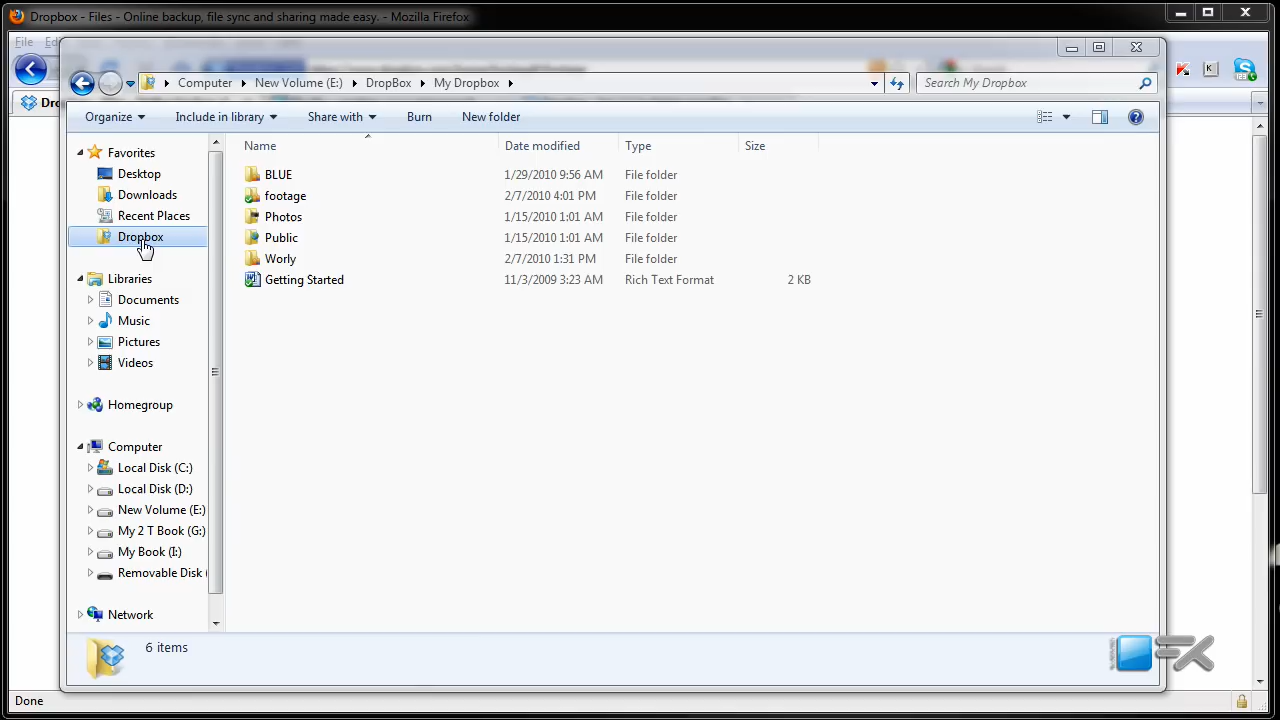 Dropbox - Files - Online backup, file sync and sharing made easy. - Mozilla Firefox
File
Computer New Volume (E:) DropBox My Dropbox Search My Dropbox
Organize Include in library Share with Burn New folder
Name Date modified Type Size
Favorites
Desktop
Downloads
Recent Places
Dropbox
Libraries
Documents
Music
Pictures
Videos
Homegroup
Computer
Local Disk (C:)
Local Disk (D:)
New Volume (E:)
My 2 T Book (G:)
My Book (I:)
Removable Disk (
Network
BLUE 1/29/2010 9:56 AM File folder
footage 2/7/2010 4:01 PM File folder
Photos 1/15/2010 1:01 AM File folder
Public 1/15/2010 1:01 AM File folder
Worly 2/7/2010 1:31 PM File folder
Getting Started 11/3/2009 3:23 AM Rich Text Format 2 KB
6 items
Done